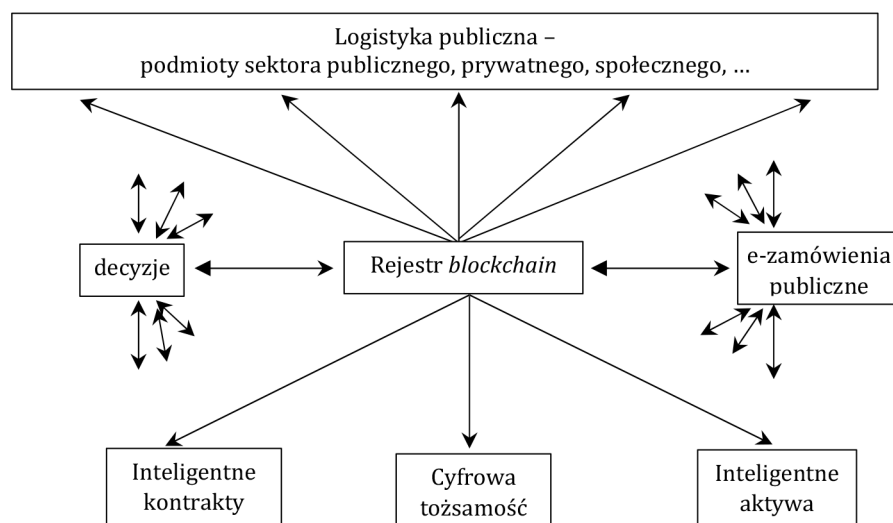 Logistyka publiczna –
podmioty sektora publicznego, prywatnego, społecznego, ...
decyzje
Rejestr blockchain
e-zamówienia
publiczne
Inteligentne
kontrakty
Cyfrowa
tożsamość
Inteligentne
aktywa